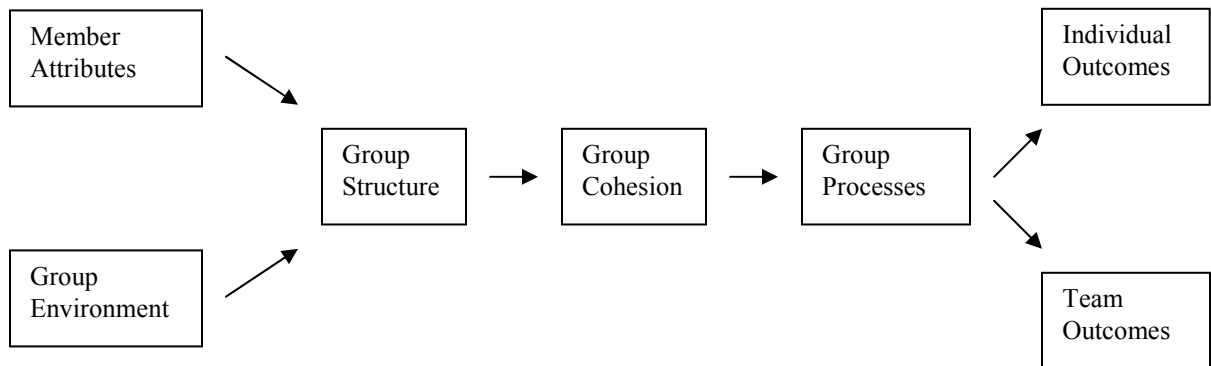 Member
Attributes
Group
Environment
Group
Structure
Group
Cohesion
Group
Processes
Individual
Outcomes
Team
Outcomes